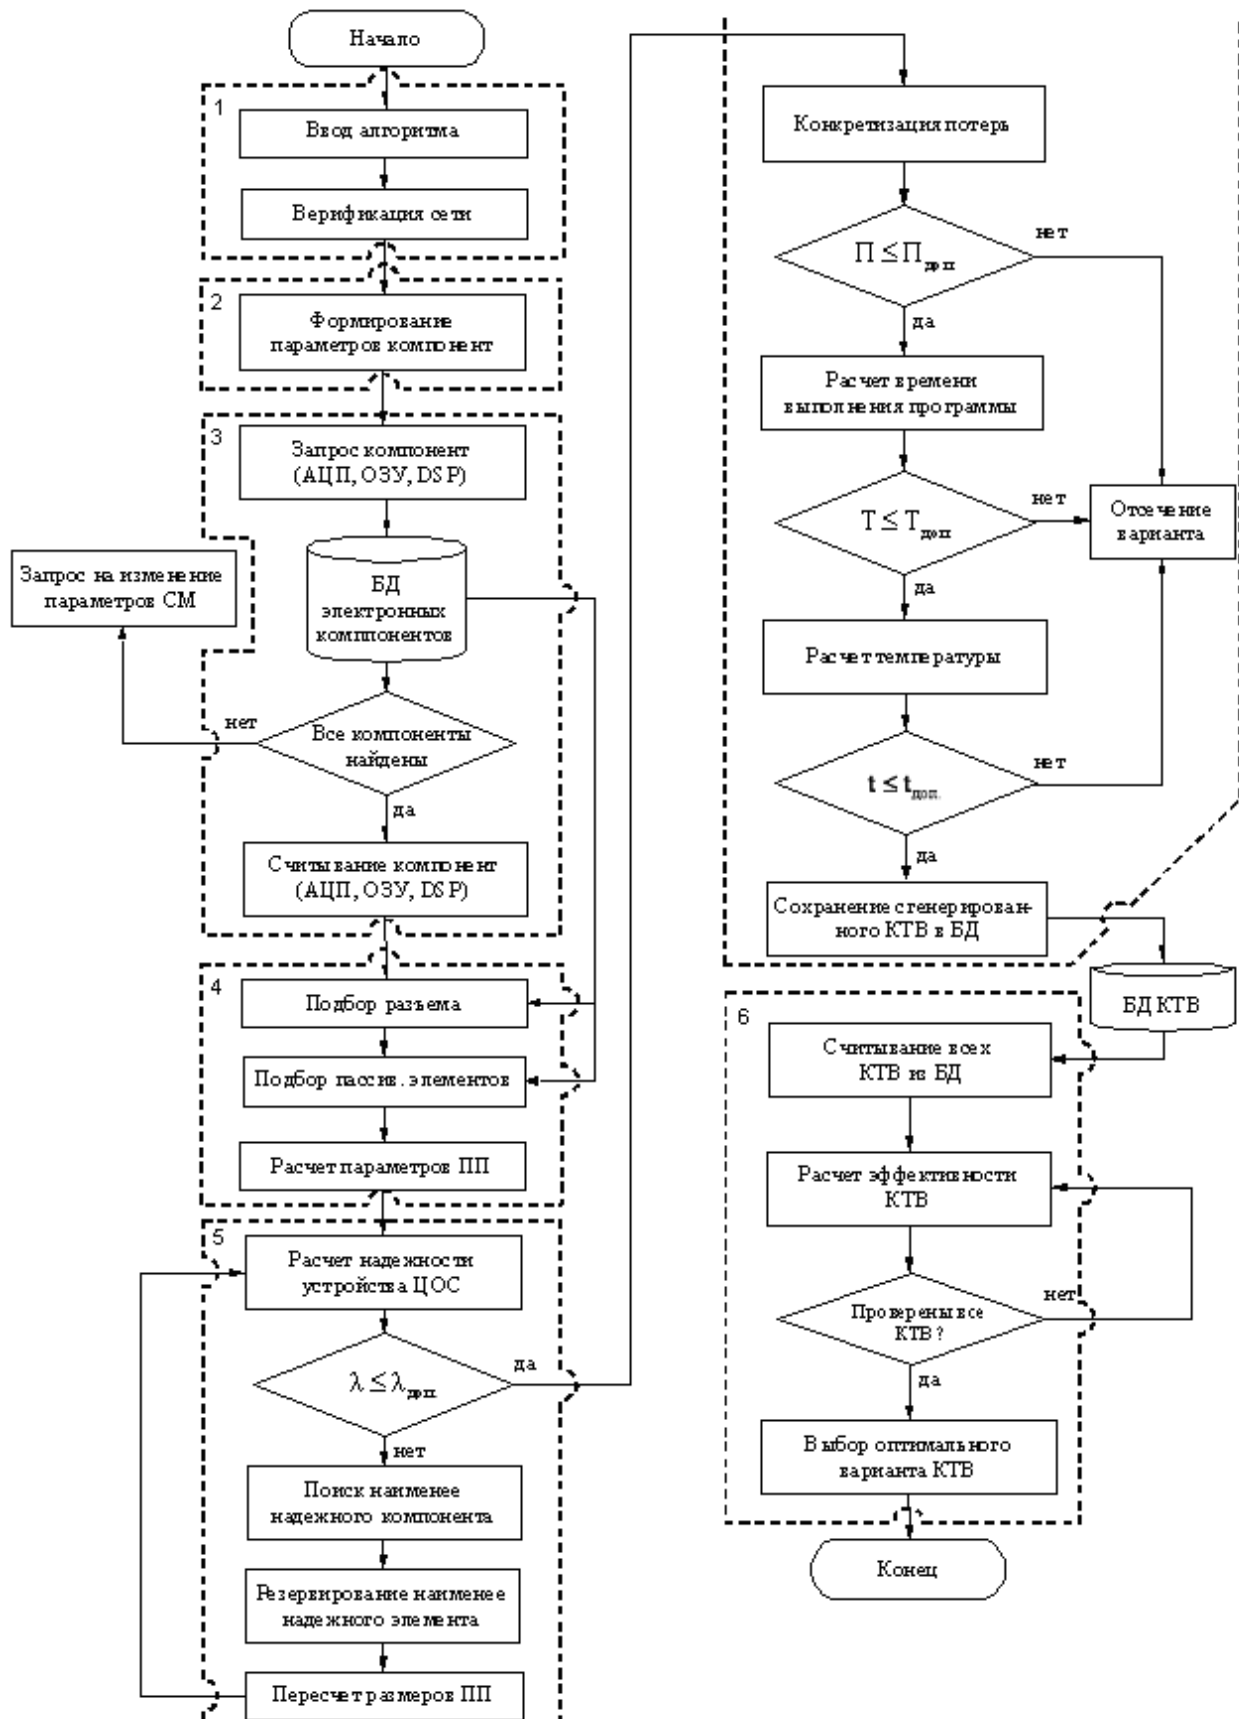 Начало
1
Ввод алгоритма
Верификация сети
2
Формирование
параметров компонент
3
Запрос компонент
(АЦП, ОЗУ, DSP)
Запрос на изменение
параметров СМ
БД
электронных
комппонентов
нет
Все компоненты
найдены
да
Считывание компонент
(АЦП, ОЗУ, DSP)
4
Подбор разъема
Подбор пассив. элементов
Расчет параметров ПП
5
Расчет надежности
устройства ЦОС
да
λ ≤ λдоп
нет
Поиск наименее
надежного компонента
Резервирование наименее
надежного элемента
Пересчет размеров ПП
Конкретизация потерь
нет
П ≤ Пдоп
да
Расчет времени
выполнения программы
нет
T ≤ Tдоп
Отсечение
варианта
да
Расчет температуры
нет
t ≤ tдоп.
да
Сохранение сгенерирован-
ного КТВ в БД
БД КТВ
6
Считывание всех
КТВ из БД
Расчет эффективности
КТВ
нет
Проверены все
КТВ?
да
Выбор оптимального
варианта КТВ
Конец